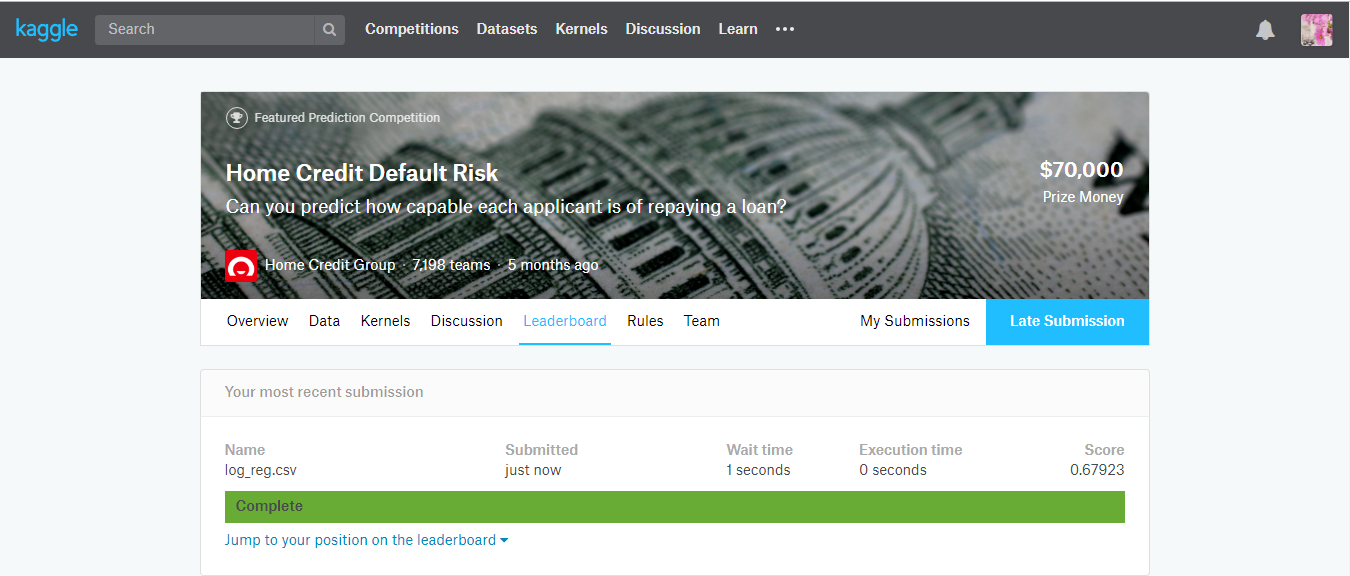 kaggle Search Competitions Datasets Kernels Discussion Learn •••
Featured Prediction Competition
Home Credit Default Risk
$70,000
Can you predict how capable each applicant is of repaying a loan?
Prize Money
Home Credit Group · 7,198 teams · 5 months ago
Overview Data Kernels Discussion Leaderboard Rules Team My Submissions Late Submission
Your most recent submission
Name Submitted Wait time Execution time Score
log_reg.csv just now 1 seconds 0 seconds 0.67923
Complete
Jump to your position on the leaderboard